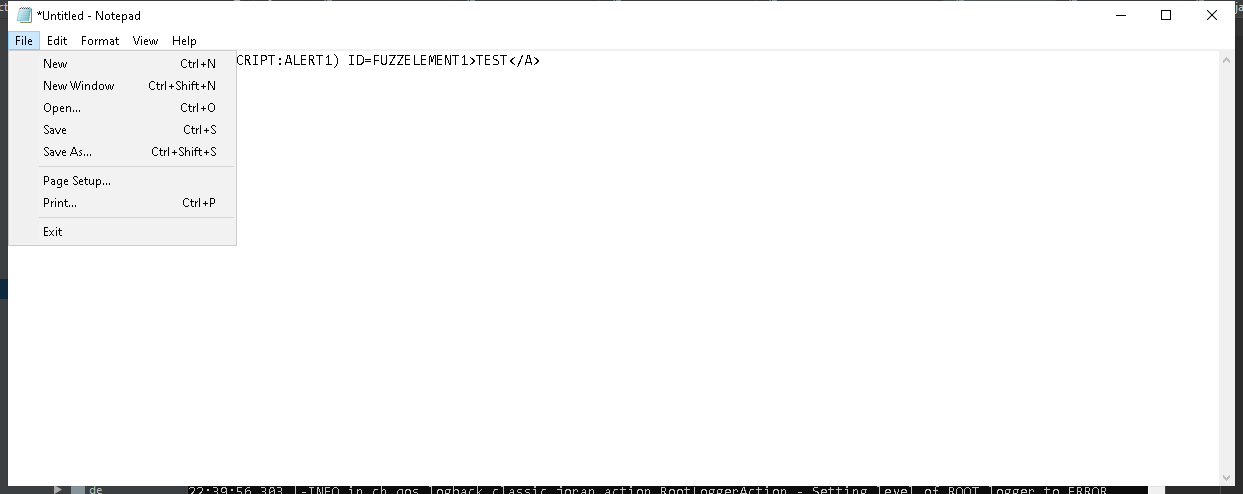 *Untitled - Notepad
File Edit Format View Help
CRIPT:ALERT1) ID=FUZZELEMENT1>TEST</A>
New Ctrl+N
New Window Ctrl+Shift+N
Open... Ctrl+O
Save Ctrl+S
Save As... Ctrl+Shift+S
Page Setup...
Print... Ctrl+P
Exit
de 22:39:56,303 |-INFO in ch.qos.logback.classic.joran.action.RootLoggerAction - Setting level of ROOT logger to ERROR